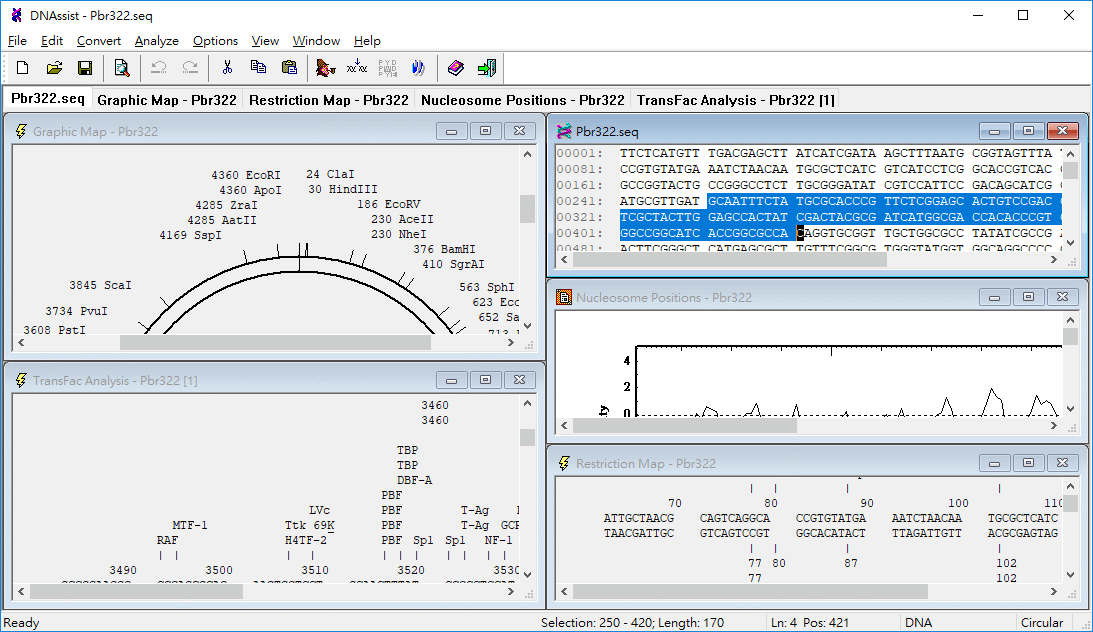 DNAssist - Pbr322.seq
File Edit Convert Analyze Options View Window Help
Pbr322.seq Graphic Map - Pbr322 Restriction Map - Pbr322 Nucleosome Positions - Pbr322 TransFac Analysis - Pbr322 [1]
Graphic Map - Pbr322
4360 EcoRI 24 ClaI
4360 ApoI 30 HindIII
4285 ZraI 186 EcoRV
4285 AatII 230 AceII
4169 SspI 230 NheI
376 BamHI
410 SgrAI
3845 ScaI 563 SphI
623 Eco
3734 PvuI 652 Sa
3608 PstI
Pbr322.seq
00001: TTCTCATGTT TGACGAGCTT ATCATCGATA AGCTTTAATG CGGTAGTTTA
00081: CCGTGTATGA AATCTAACAA TGCGCTCATC GTCATCCTCG GCACCGTCAC
00161: GCCGGTACTG CCGGGCCTCT TGCGGGATAT CGTCCATTCC GACAGCATCG
00241: ATGCGTTGAT GCAATTTCTA TGCGCACCCG TTCTCGGAGC ACTGTCCGAC
00321: TCGCTACTTG GAGCCACTAT CGACTACGCG ATCATGGCGA CCACACCCGT
00401: GGCCGGCATC ACCGGCGCCA CAGGTGCGGT TGCTGGCGCC TATATCGCCG
00481: ACTTCGGGCT CATGAGCGCT TGTTTCGGCG TGGGTATGGT GGCAGGCCCC
Nucleosome Positions - Pbr322
4
2
0
TransFac Analysis - Pbr322 [1]
3460
3460
TBP
TBP
DBF-A
PBF
LVc PBF T-Ag
MTF-1 Ttk 69K PBF T-Ag GCF
RAF H4TF-2 PBF Sp1 Sp1 NF-1
3490 3500 3510 3520 3530
Restriction Map - Pbr322
70 80 90 100 110
ATTGCTAACG CAGTCAGGCA CCGTGTATGA AATCTAACAA TGCGCTCATC
TAACGATTGC GTCAGTCCGT GGCACATACT TTAGATTGTT ACGCGAGTAG
77 80 87 102
77 102
Ready Selection: 250 - 420; Length: 170 Ln: 4 Pos: 421 DNA Circular